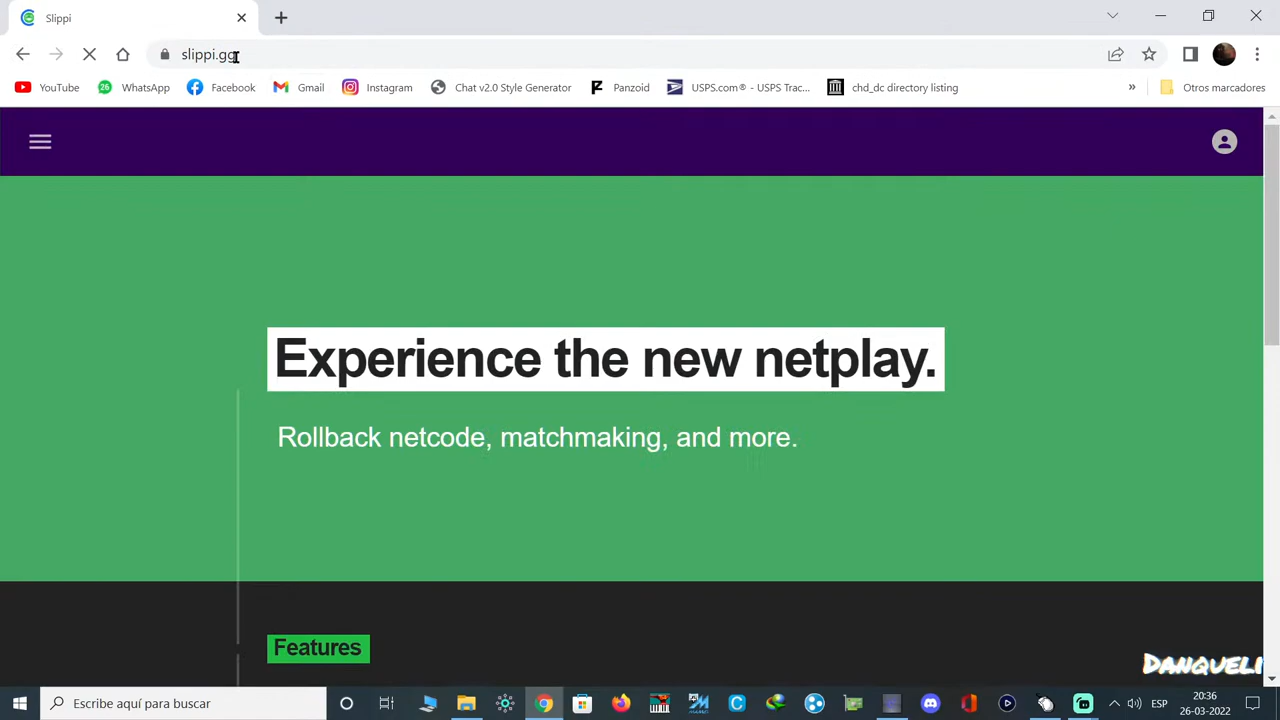 Slippi
slippi.gg
YouTube
26
WhatsApp
Facebook
Gmail
Instagram
Chat v2.0 Style Generator
Panzoid
USPS.com® - USPS Trac...
chd_dc directory listing
»
Otros marcadores
Experience the new netplay.
Rollback netcode, matchmaking, and more.
Features
DANQUELI
Escribe aquí para buscar
ESP
20:36
26-03-2022